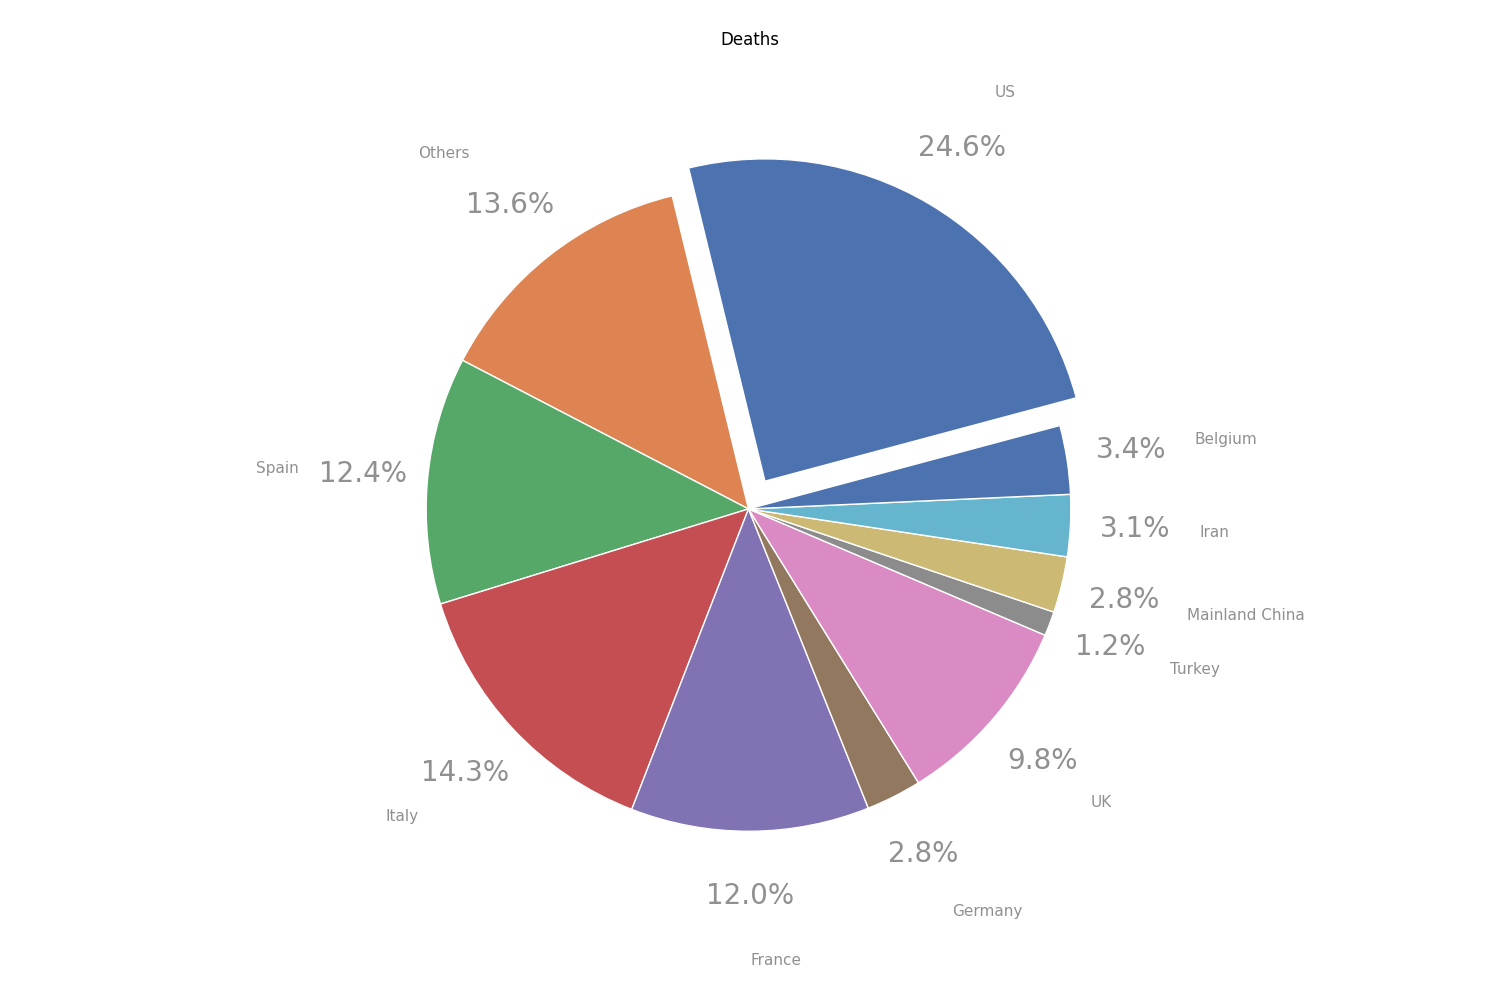 Deaths
US
24.6%
Others
13.6%
Spain
12.4%
Italy
14.3%
France
12.0%
Germany
2.8%
UK
9.8%
Turkey
1.2%
Mainland China
2.8%
Iran
3.1%
Belgium
3.4%